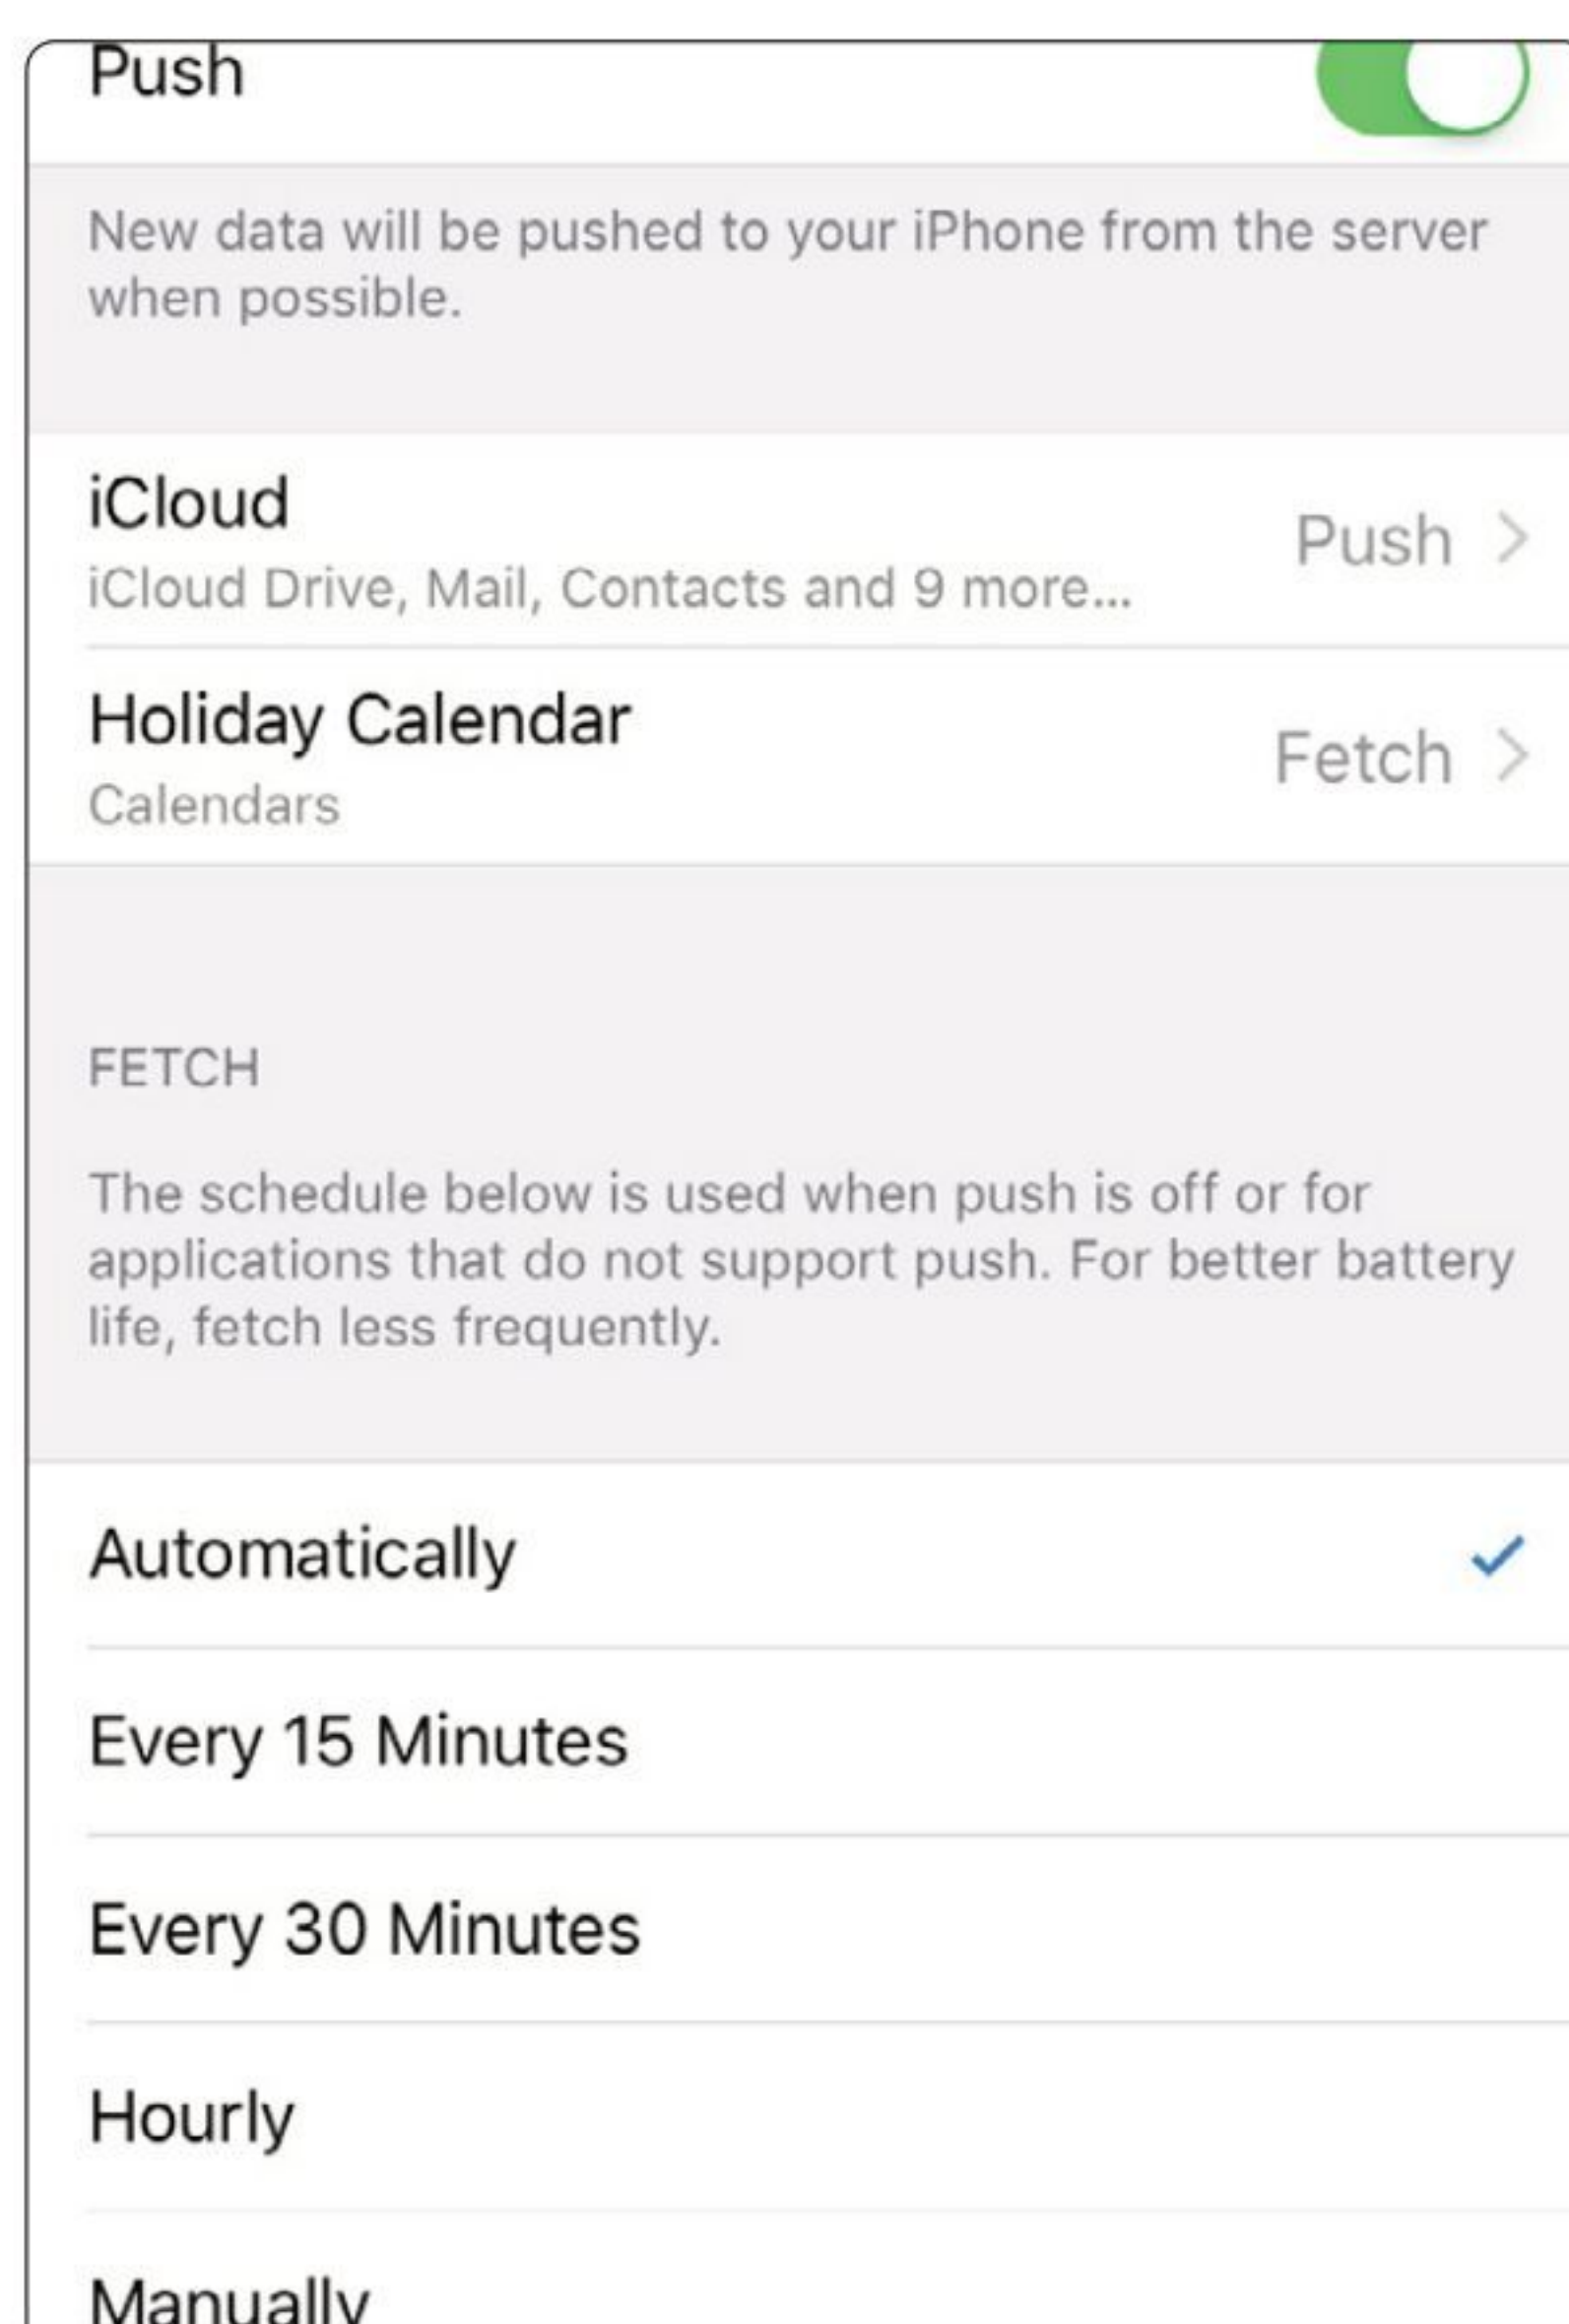 Push
New data will be pushed to your iPhone from the server
when possible.
iCloud
Push
iCloud Drive, Mail, Contacts and 9 more...
Holiday Calendar
Fetch
Calendars
FETCH
The schedule below is used when push is off or for
applications that do not support push. For better battery
life, fetch less frequently.
Automatically
Every 15 Minutes
Every 30 Minutes
Hourly
Manually